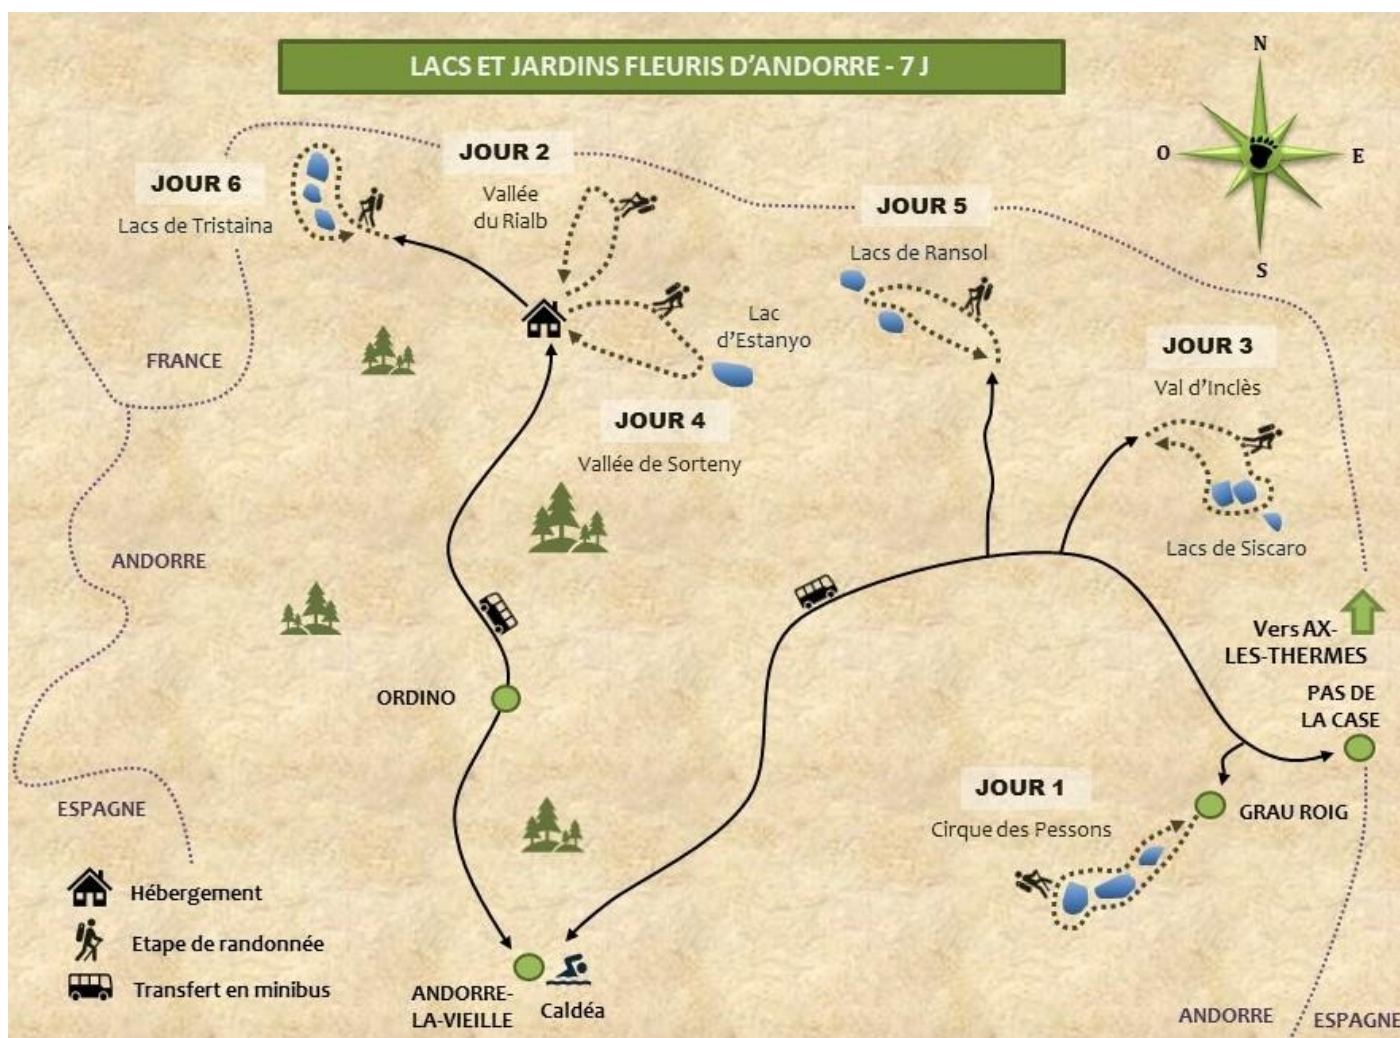 LACS ET JARDINS FLEURIS D'ANDORRE - 7 J
N
O
E
S
JOUR 2
Vallée
du Rialb
JOUR 6
Lacs de Tristaina
JOUR 5
Lacs de Ransol
Lac
d'Estanyo
JOUR 3
Val d'Inclès
FRANCE
JOUR 4
Vallée de Sorteny
ANDORRE
Lacs de Siscaro
Vers AX-
LES-THERMES
PAS DE
LA CASE
ORDINO
JOUR 1
Cirque des Pessons
GRAU ROIG
ESPAGNE
Hébergement
Etape de randonnée
Transfert en minibus
ANDORRE-
LA-VIEILLE
Caldéa
ANDORRE
ESPAGNE